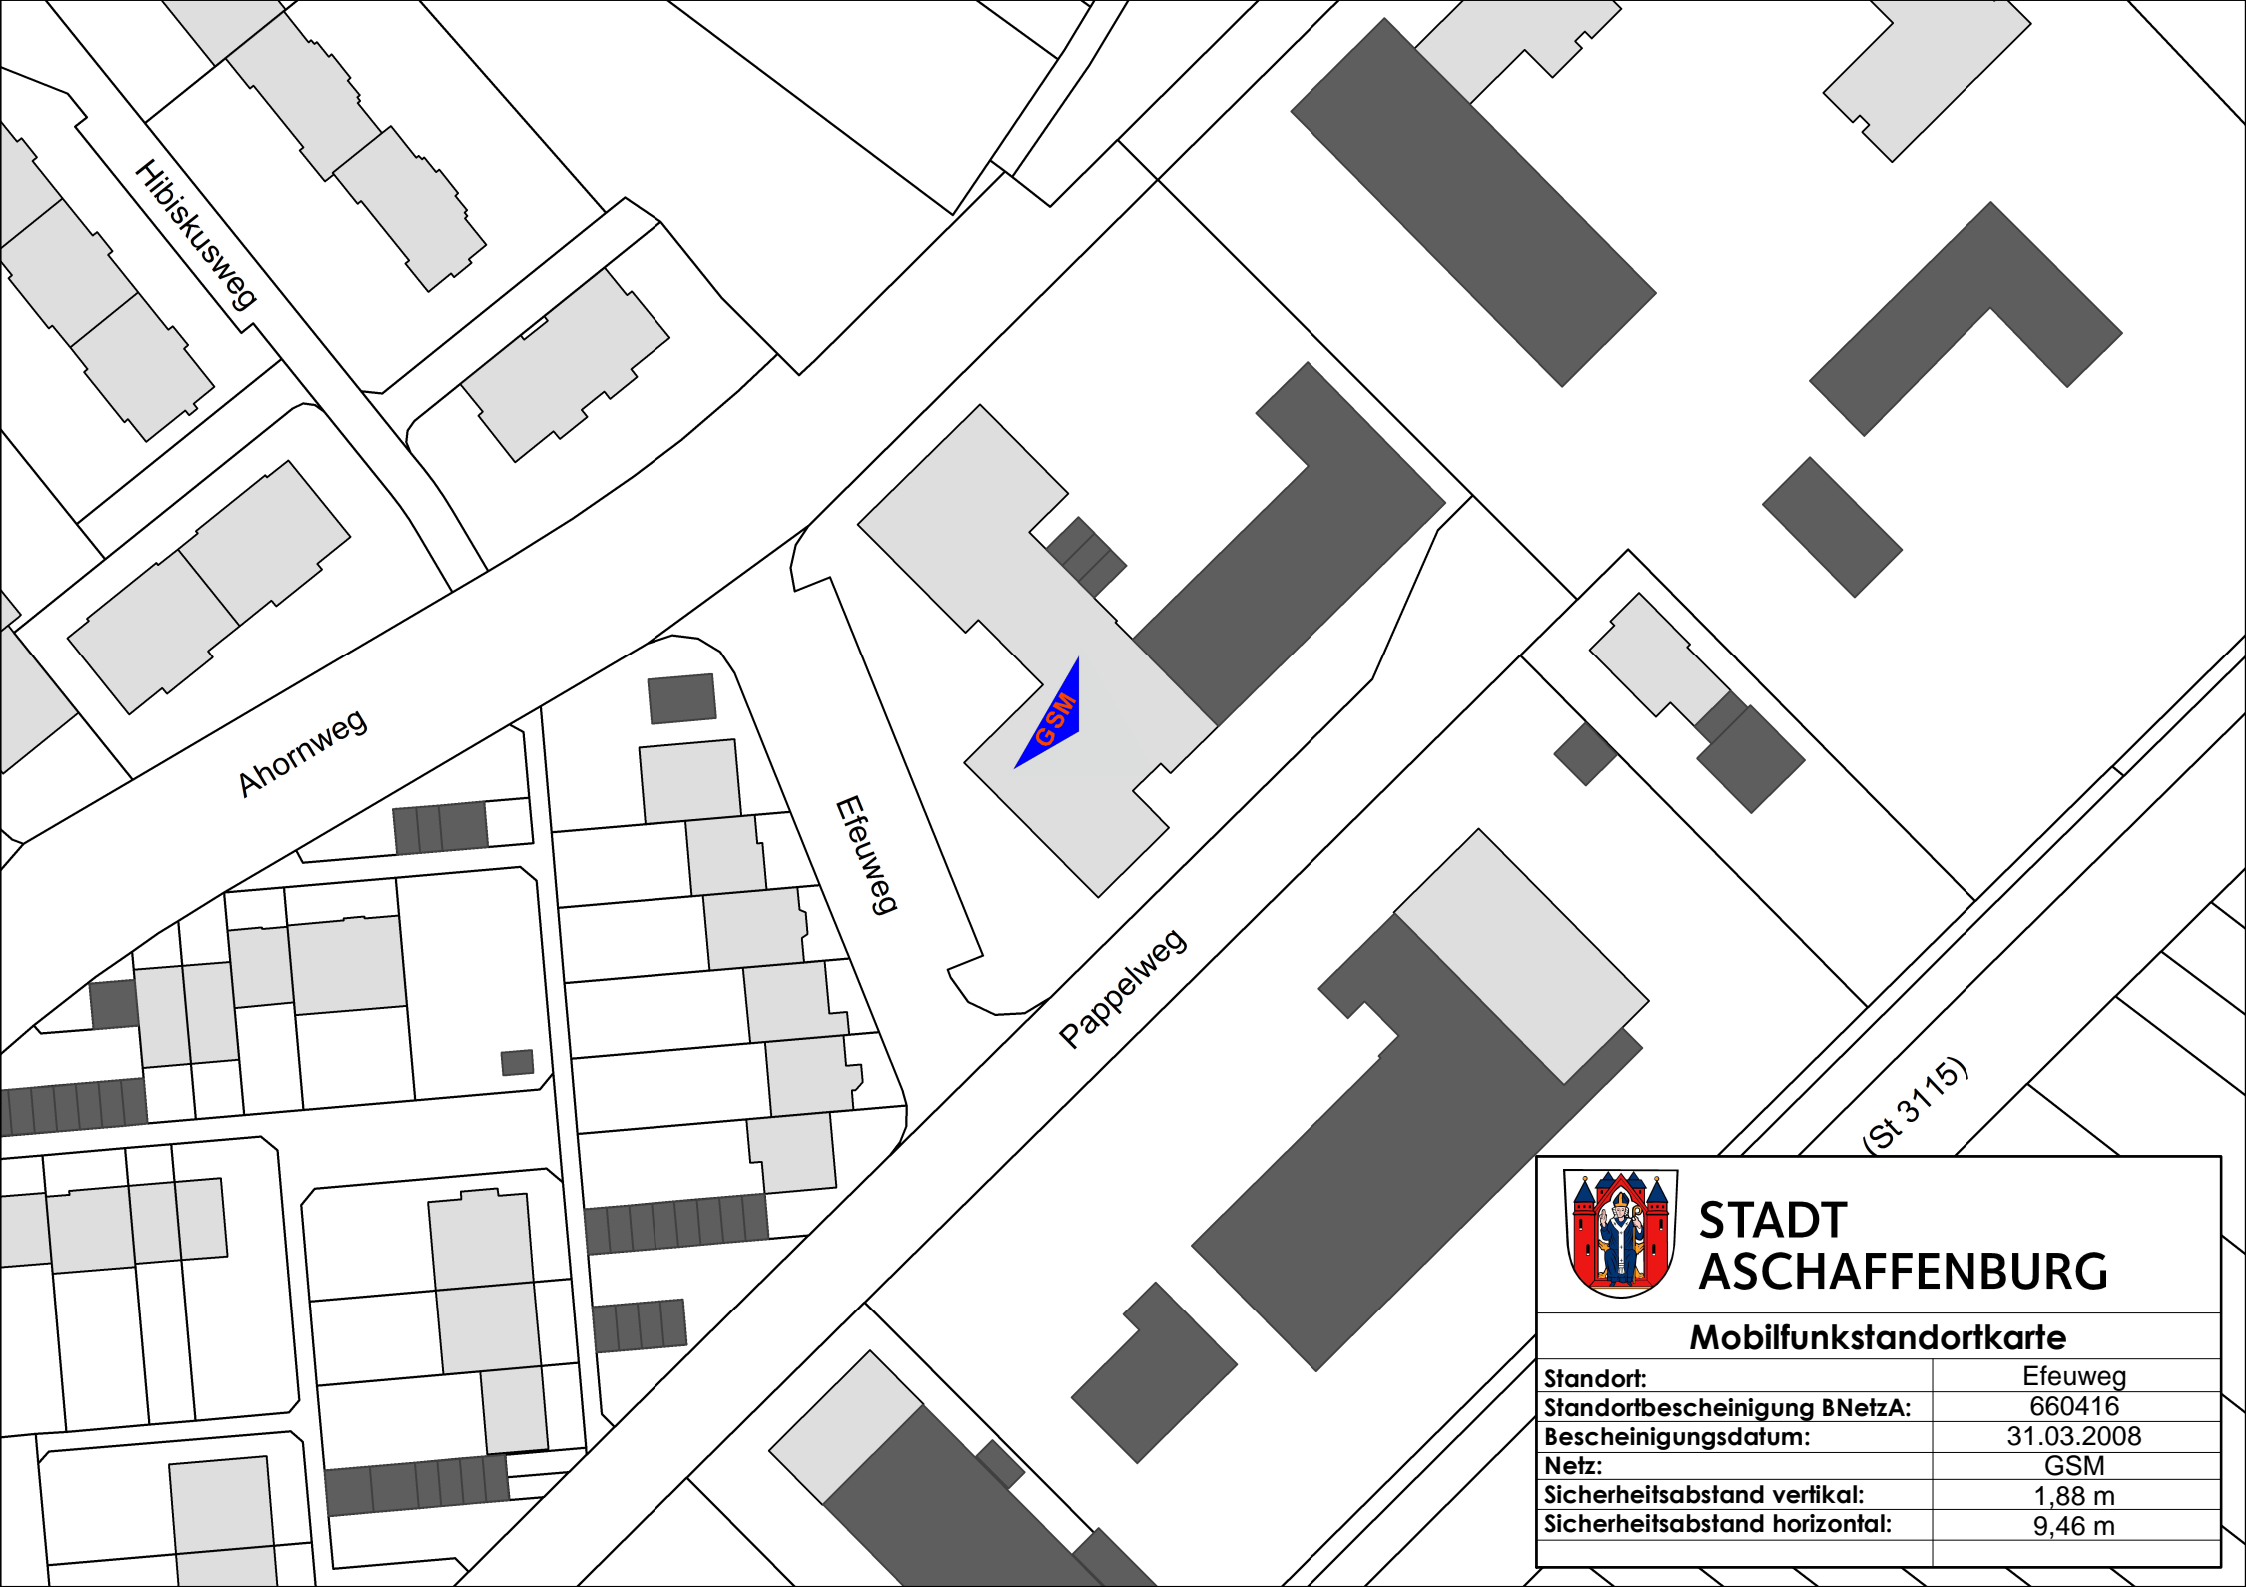 Hibiskusweg
Ahornweg
GSM
Efeuweg
Pappelweg
(St 3115)
STADT
ASCHAFFENBURG
Mobilfunkstandortkarte
Standort: Efeuweg
Standortbescheinigung BNetzA: 660416
Bescheinigungsdatum: 31.03.2008
Netz: GSM
Sicherheitsabstand vertikal: 1,88 m
Sicherheitsabstand horizontal: 9,46 m